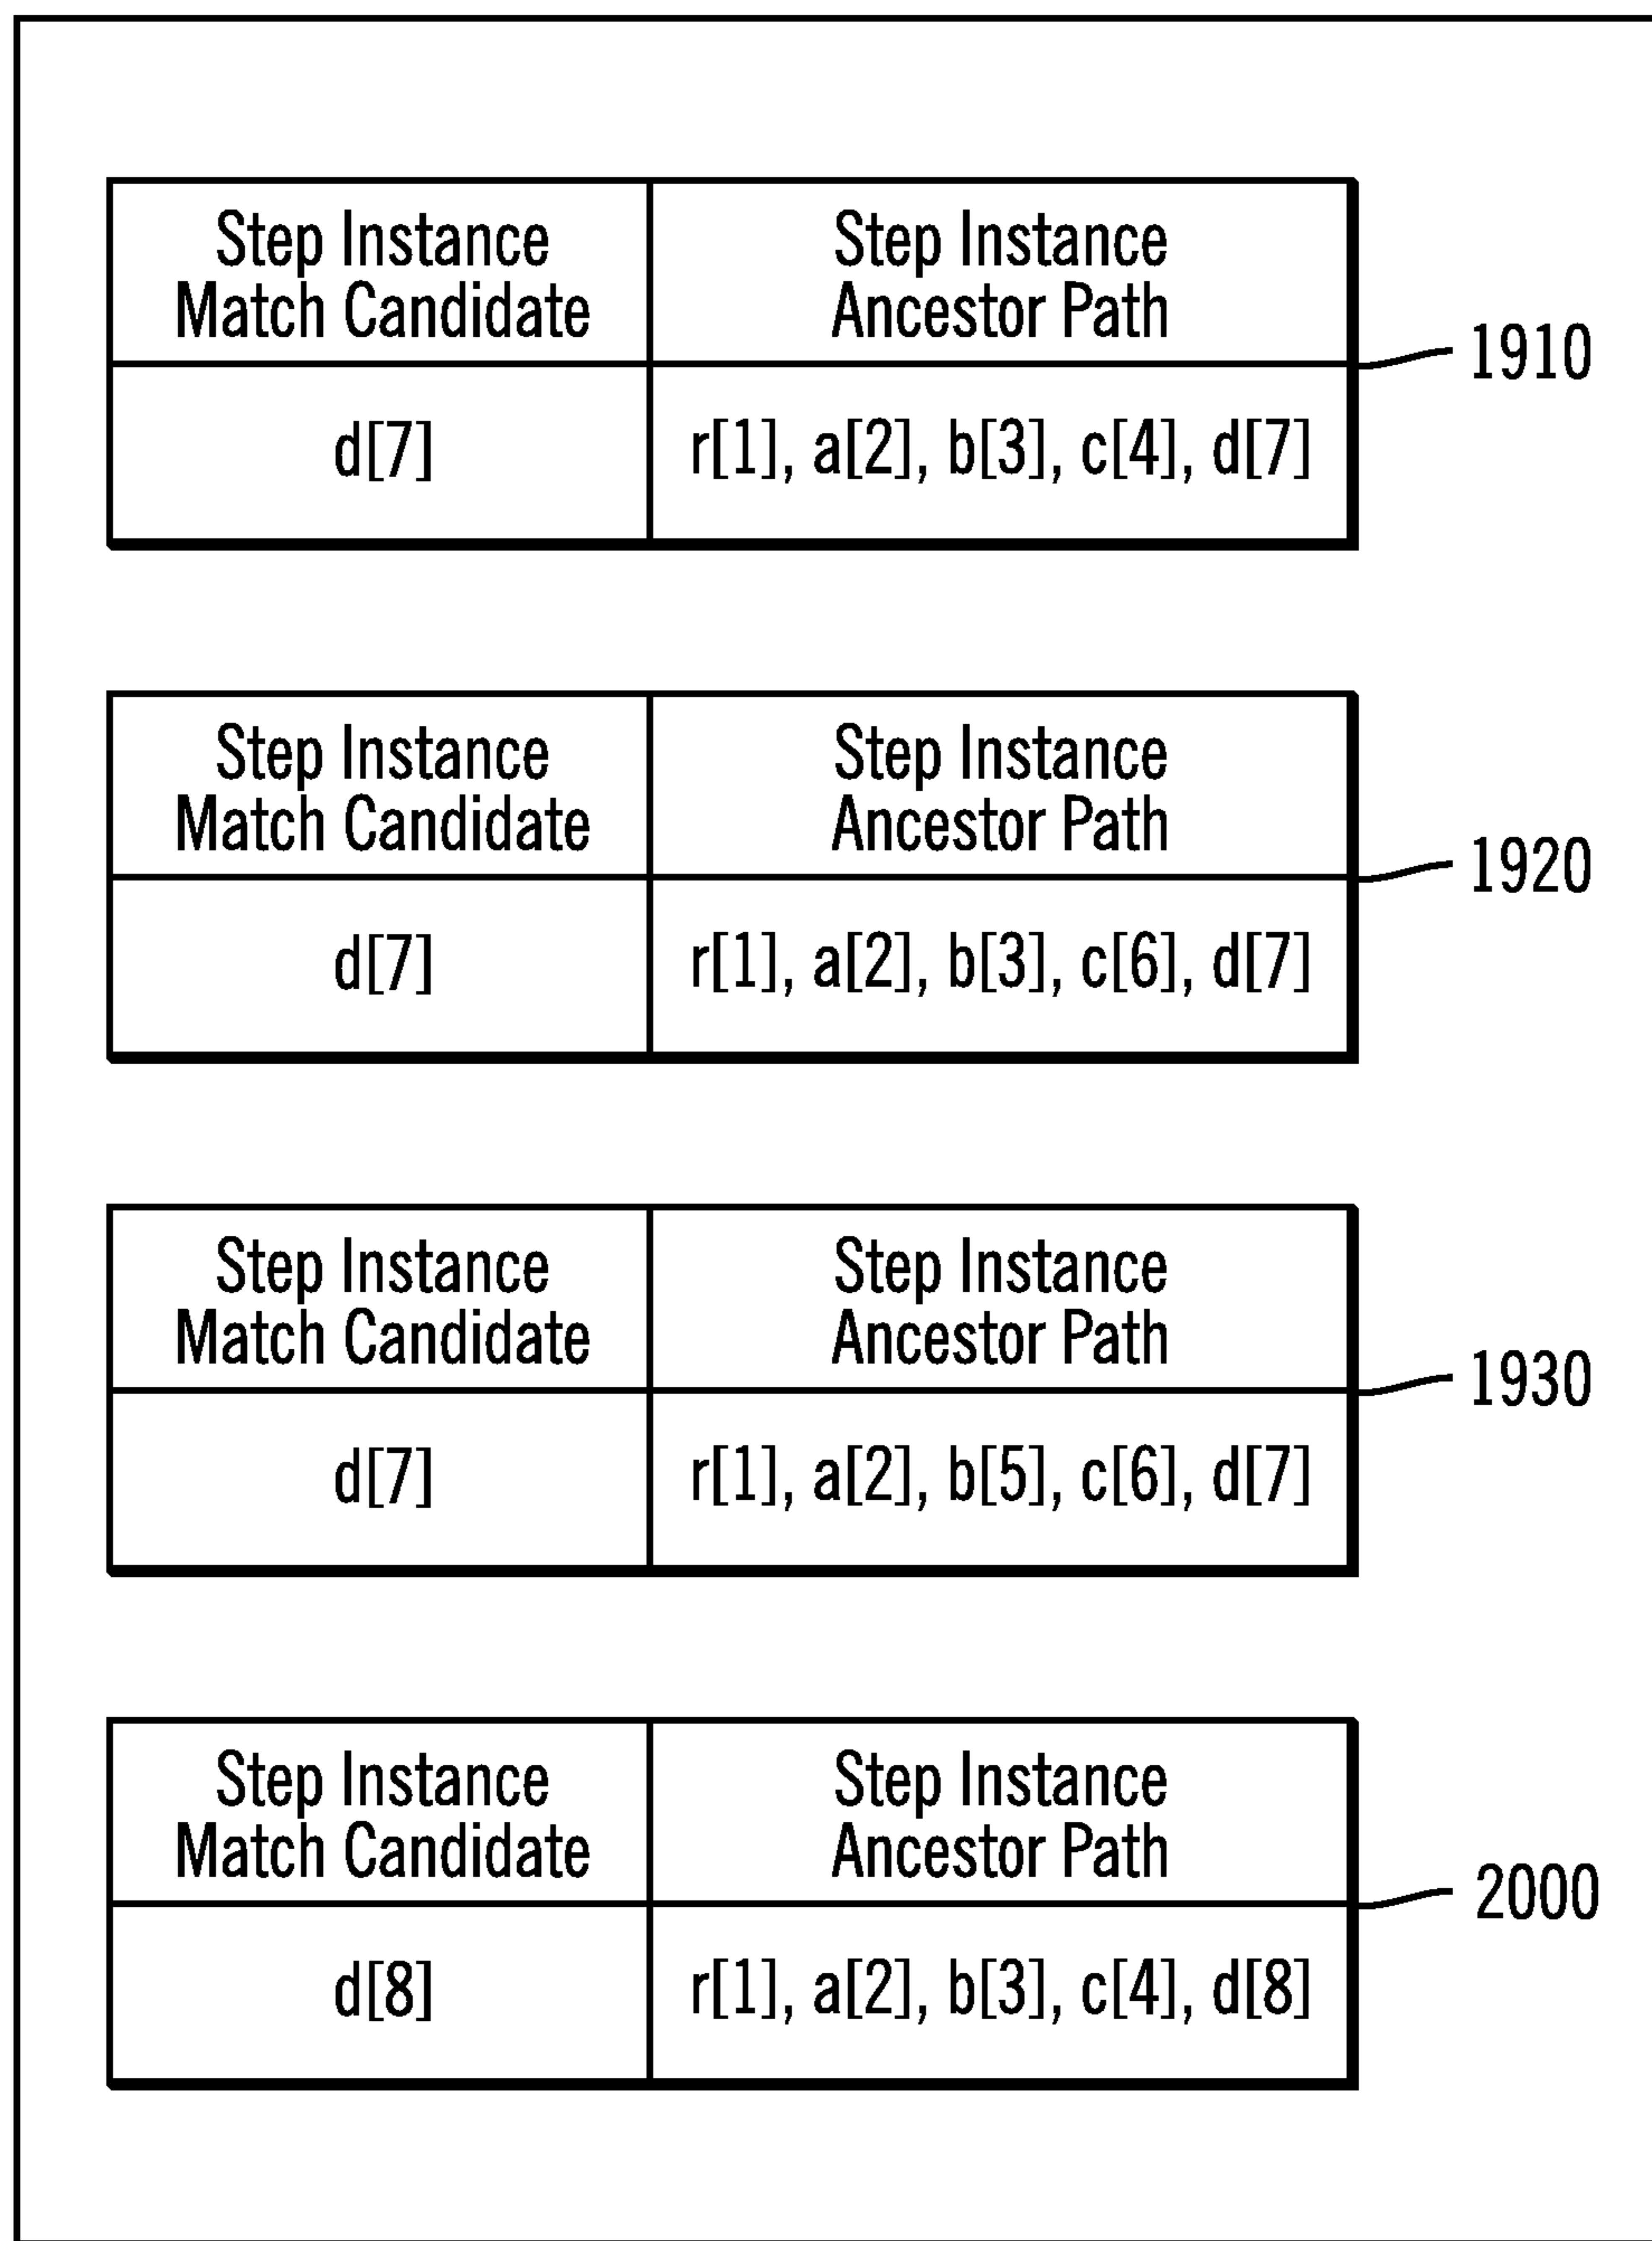 Step Instance
Match Candidate
Step Instance
Ancestor Path
1910
d[7]
r[1], a[2], b[3], c[4], d[7]
Step Instance
Match Candidate
Step Instance
Ancestor Path
1920
d[7]
r[1], a[2], b[3], c[6], d[7]
Step Instance
Match Candidate
Step Instance
Ancestor Path
1930
d[7]
r[1], a[2], b[5], c[6], d[7]
Step Instance
Match Candidate
Step Instance
Ancestor Path
2000
d[8]
r[1], a[2], b[3], c[4], d[8]